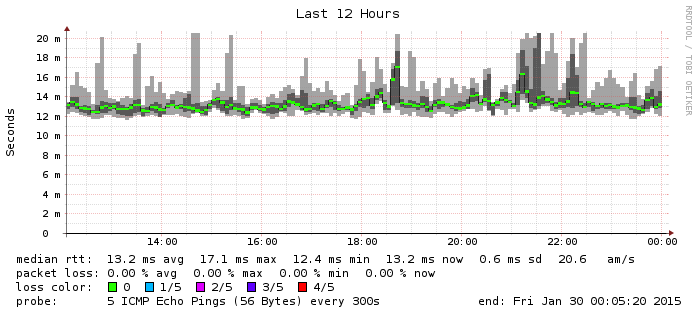 Last 12 Hours
RRDTOOL / TOBI OETIKER
Seconds
20 m
18 m
16 m
14 m
12 m
10 m
8 m
6 m
4 m
2 m
0
14:00 16:00 18:00 20:00 22:00 00:00
median rtt: 13.2 ms avg 17.1 ms max 12.4 ms min 13.2 ms now 0.6 ms sd 20.6 am/s
packet loss: 0.00 % avg 0.00 % max 0.00 % min 0.00 % now
loss color: 0 1/5 2/5 3/5 4/5
probe: 5 ICMP Echo Pings (56 Bytes) every 300s end: Fri Jan 30 00:05:20 2015